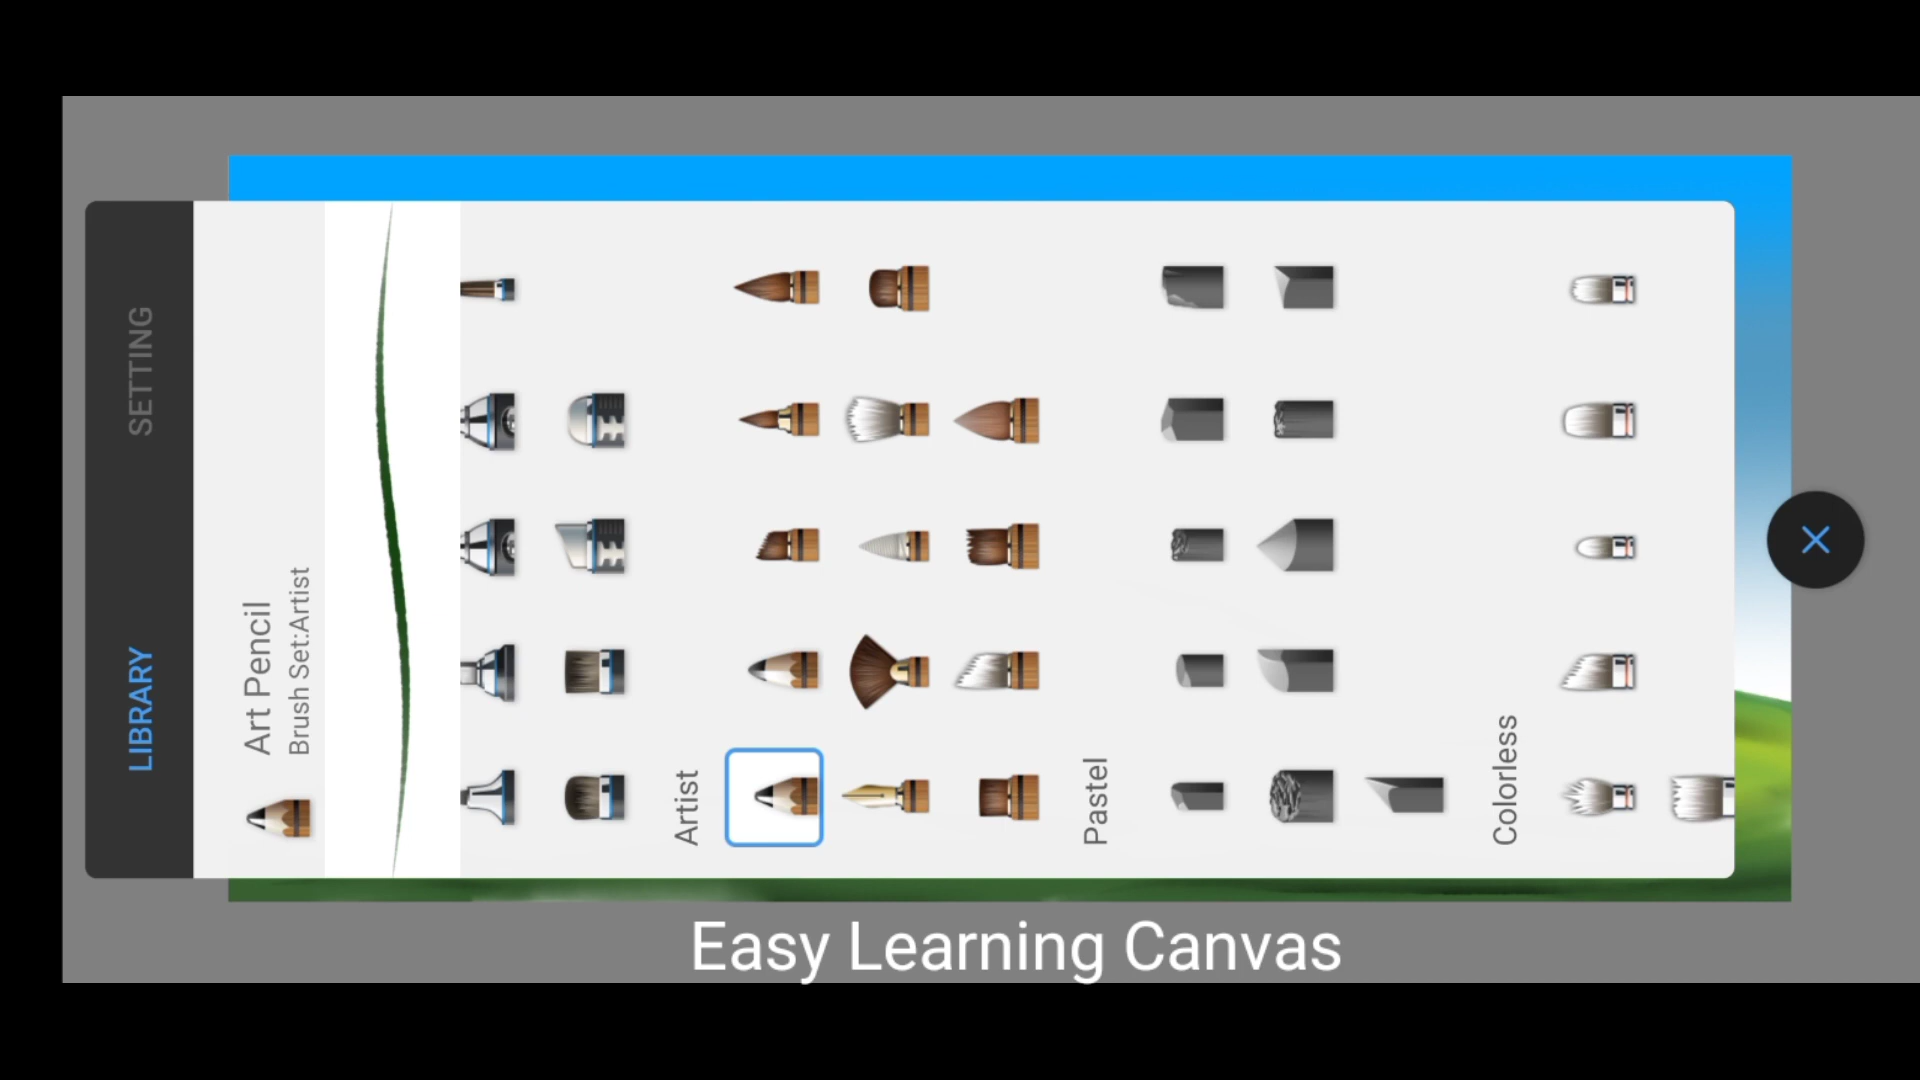 LIBRARY
SETTING
Art Pencil
Brush Set:Artist
Artist
Pastel
Colorless
Easy Learning Canvas